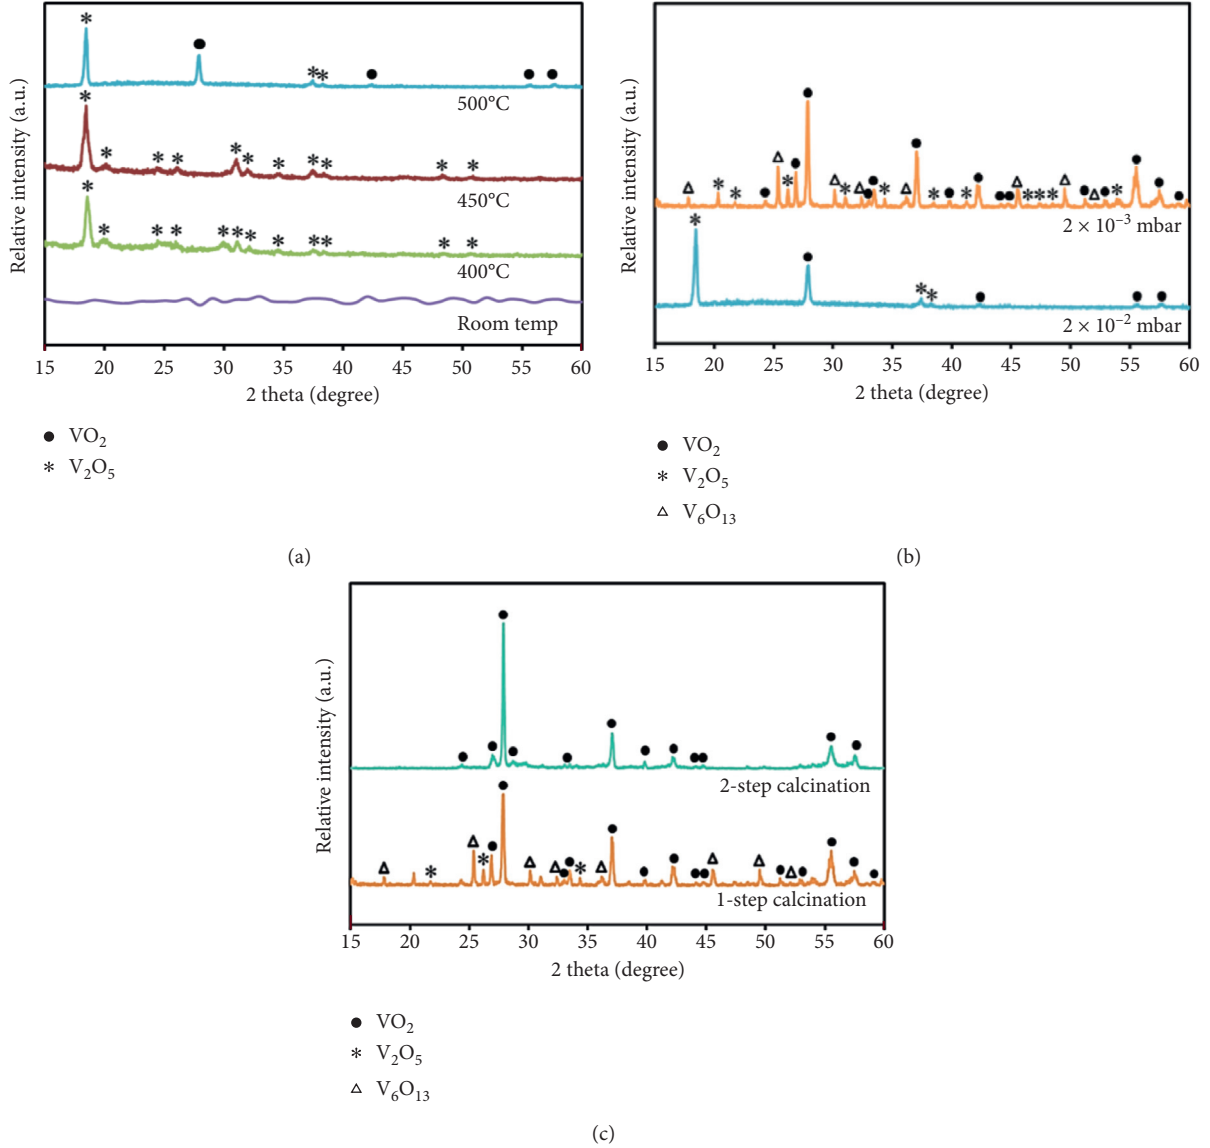 Relative intensity (a.u.)
500°C
450°C
400°C
Room temp
15 20 25 30 35 40 45 50 55 60
2 theta (degree)
VO₂
* V₂O₅
(a)
Relative intensity (a.u.)
2 × 10⁻³ mbar
2 × 10⁻² mbar
15 20 25 30 35 40 45 50 55 60
2 theta (degree)
VO₂
* V₂O₅
V₆O₁₃
(b)
Relative intensity (a.u.)
2-step calcination
1-step calcination
15 20 25 30 35 40 45 50 55 60
2 theta (degree)
VO₂
* V₂O₅
V₆O₁₃
(c)